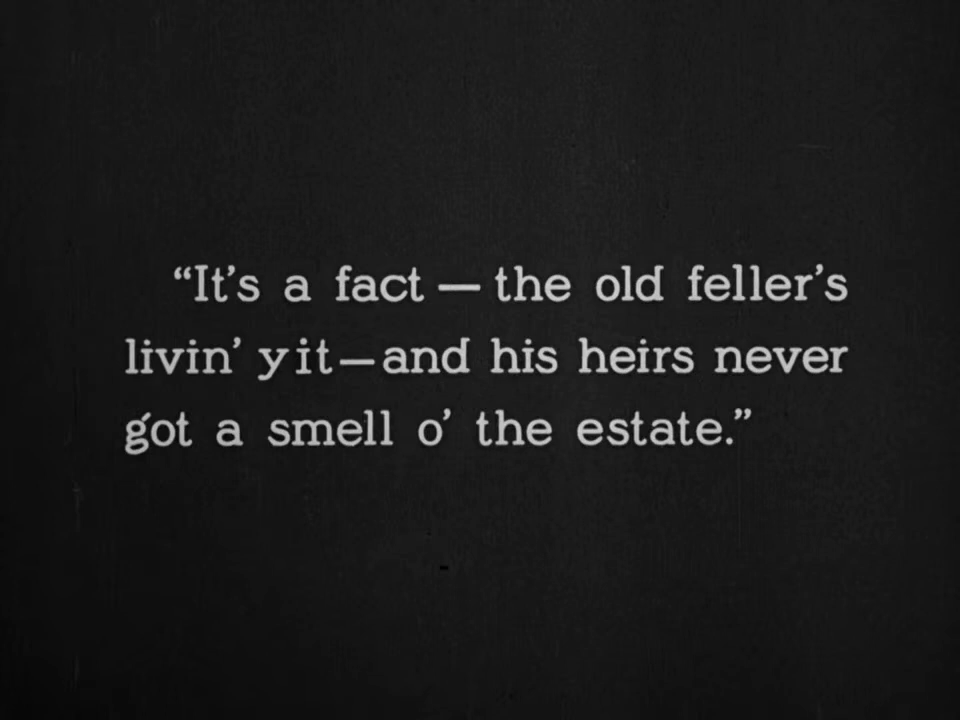 “It’s a fact — the old feller’s
livin’ yit — and his heirs never
got a smell o’ the estate.”